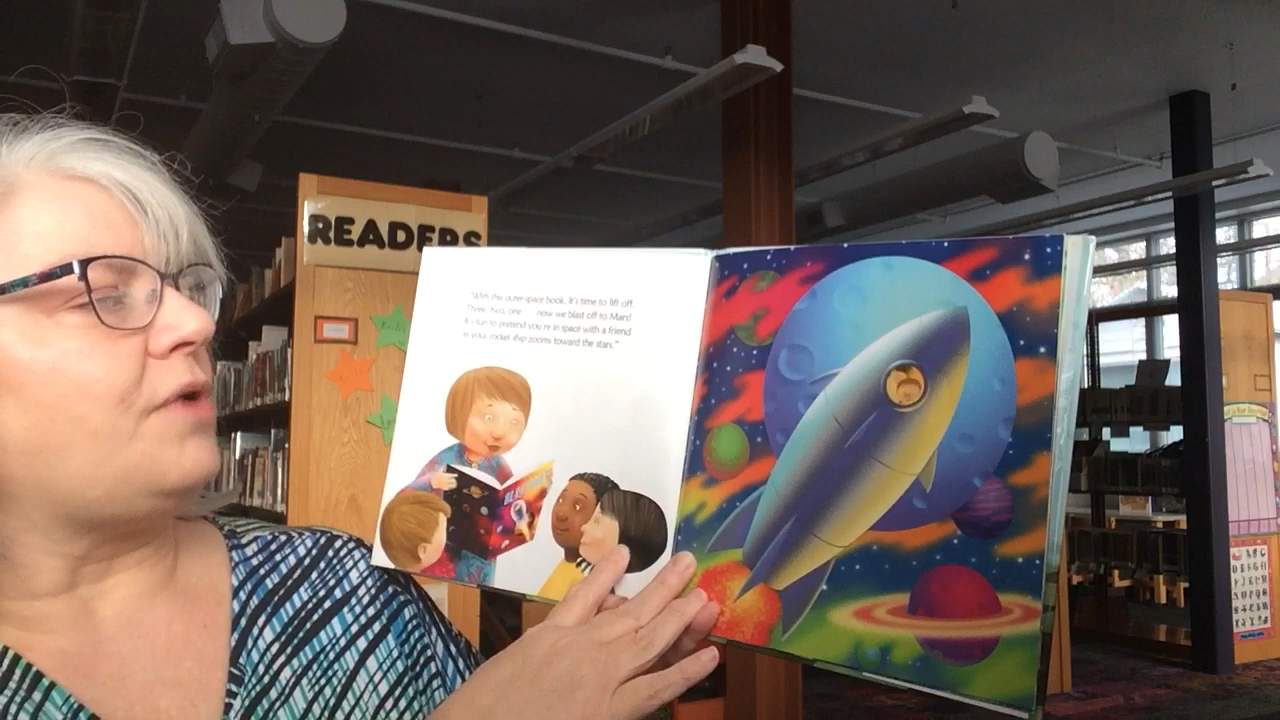 READERS
"With this outer space book, it's time to lift off.
Three, two, one now we blast off to Mars!
It's fun to pretend you're in space with a friend
in your rocket ship zooms toward the stars."